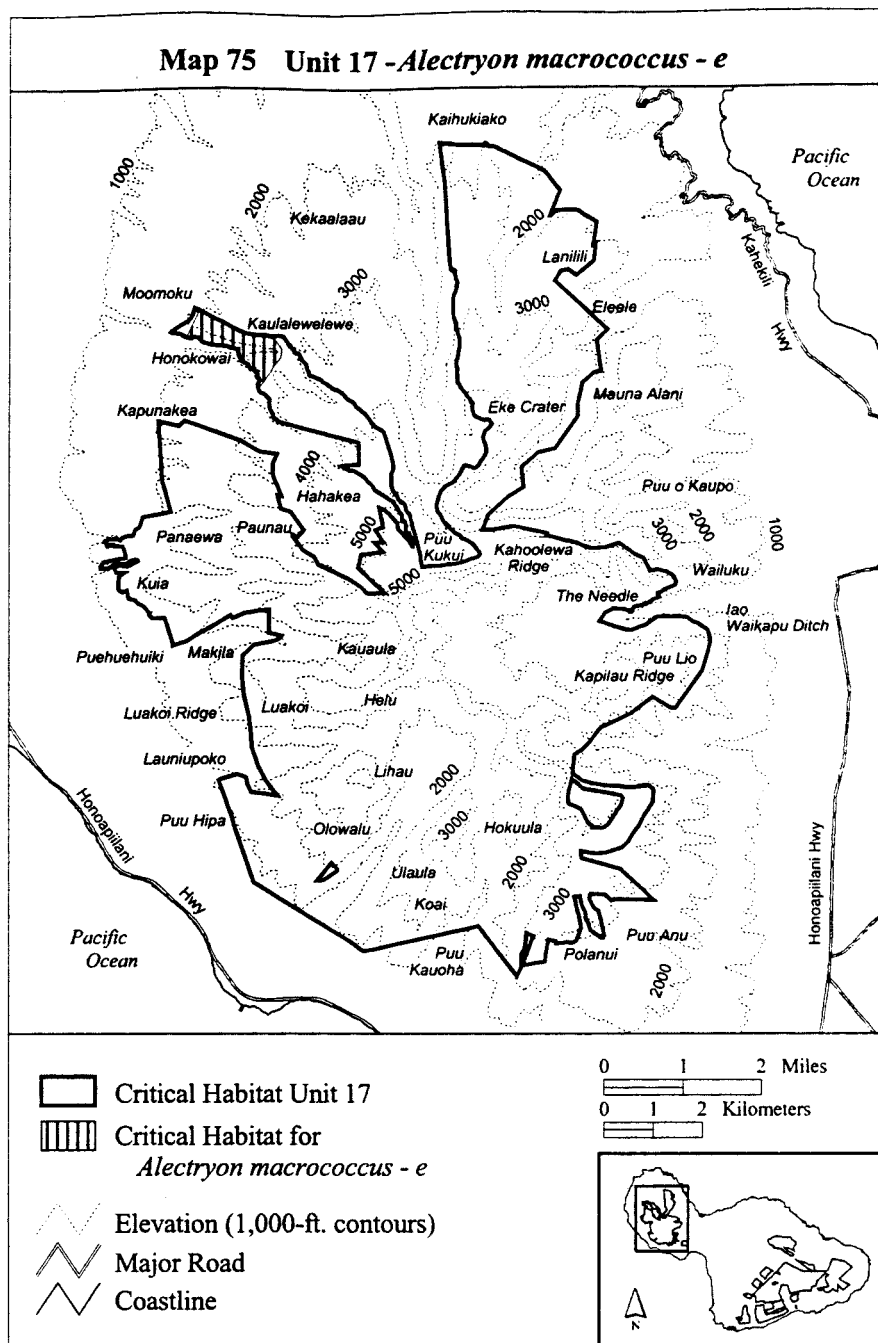 Map 75 Unit 17 - Alectryon macrococcus - e
Kaihukiako
Pacific
Ocean
1000
2000
Kekaalaau
2000
Lanilili
Kahekili
Hwy
3000
3000
Eleele
Moomoku
Kaulalewelewe
Honokowai
Kapunakea
Eke Crater
Mauna Alani
4000
Hahakea
Puu o Kaupo
3000
2000
1000
Panaewa
Paunau
5000
Puu
Kukui
Kahoolewa
Ridge
Wailuku
Kuia
5000
The Needle
Iao
Waikapu Ditch
Puehuehuiki
Makila
Kauaula
Puu Lio
Kapilau Ridge
Luakoi Ridge
Luakoi
Helu
Launiupoko
Lihau
2000
Honoapiilani
Hwy
Puu Hipa
Olowalu
3000
Hokuula
Ulaula
2000
Koai
3000
Honoapiilani Hwy
Pacific
Ocean
Puu
Kauoha
Polanui
Puu Anu
2000
Critical Habitat Unit 17
Critical Habitat for
Alectryon macrococcus - e
Elevation (1,000-ft. contours)
Major Road
Coastline
0 1 2 Miles
0 1 2 Kilometers
N